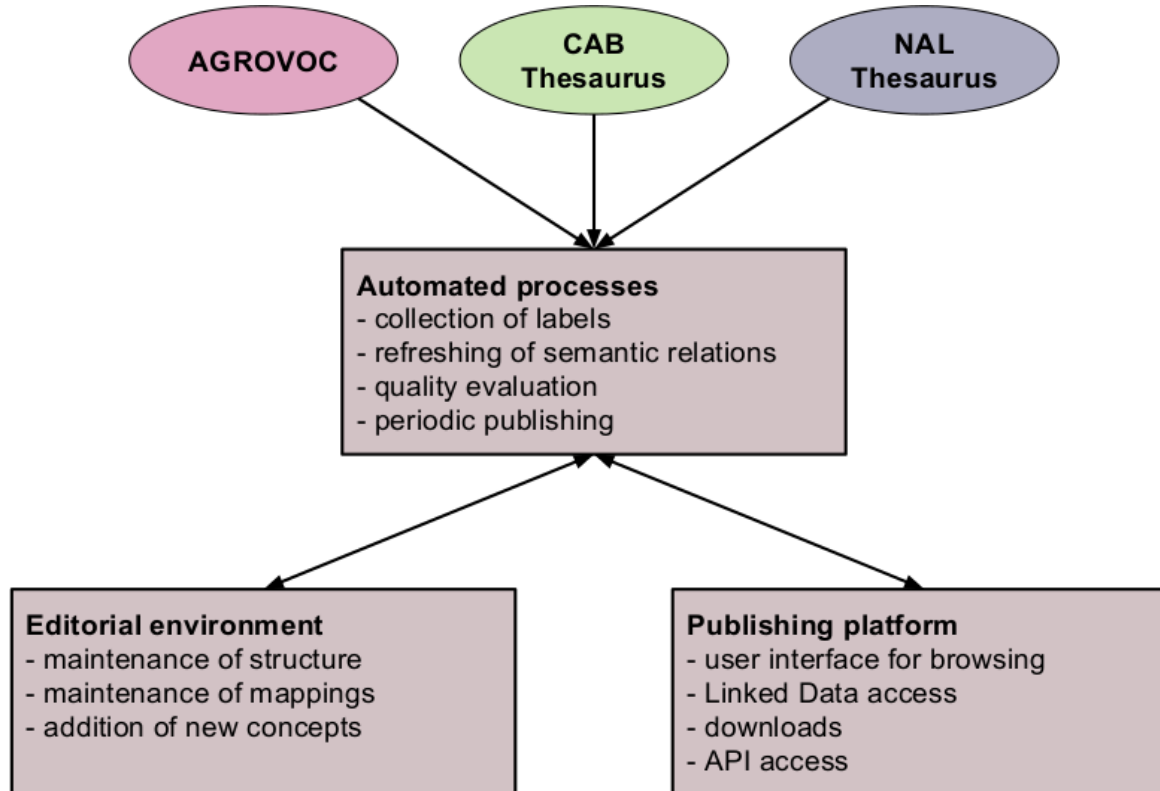 AGROVOC
CAB
Thesaurus
NAL
Thesaurus
Automated processes
- collection of labels
- refreshing of semantic relations
- quality evaluation
- periodic publishing
Editorial environment
- maintenance of structure
- maintenance of mappings
- addition of new concepts
Publishing platform
- user interface for browsing
- Linked Data access
- downloads
- API access